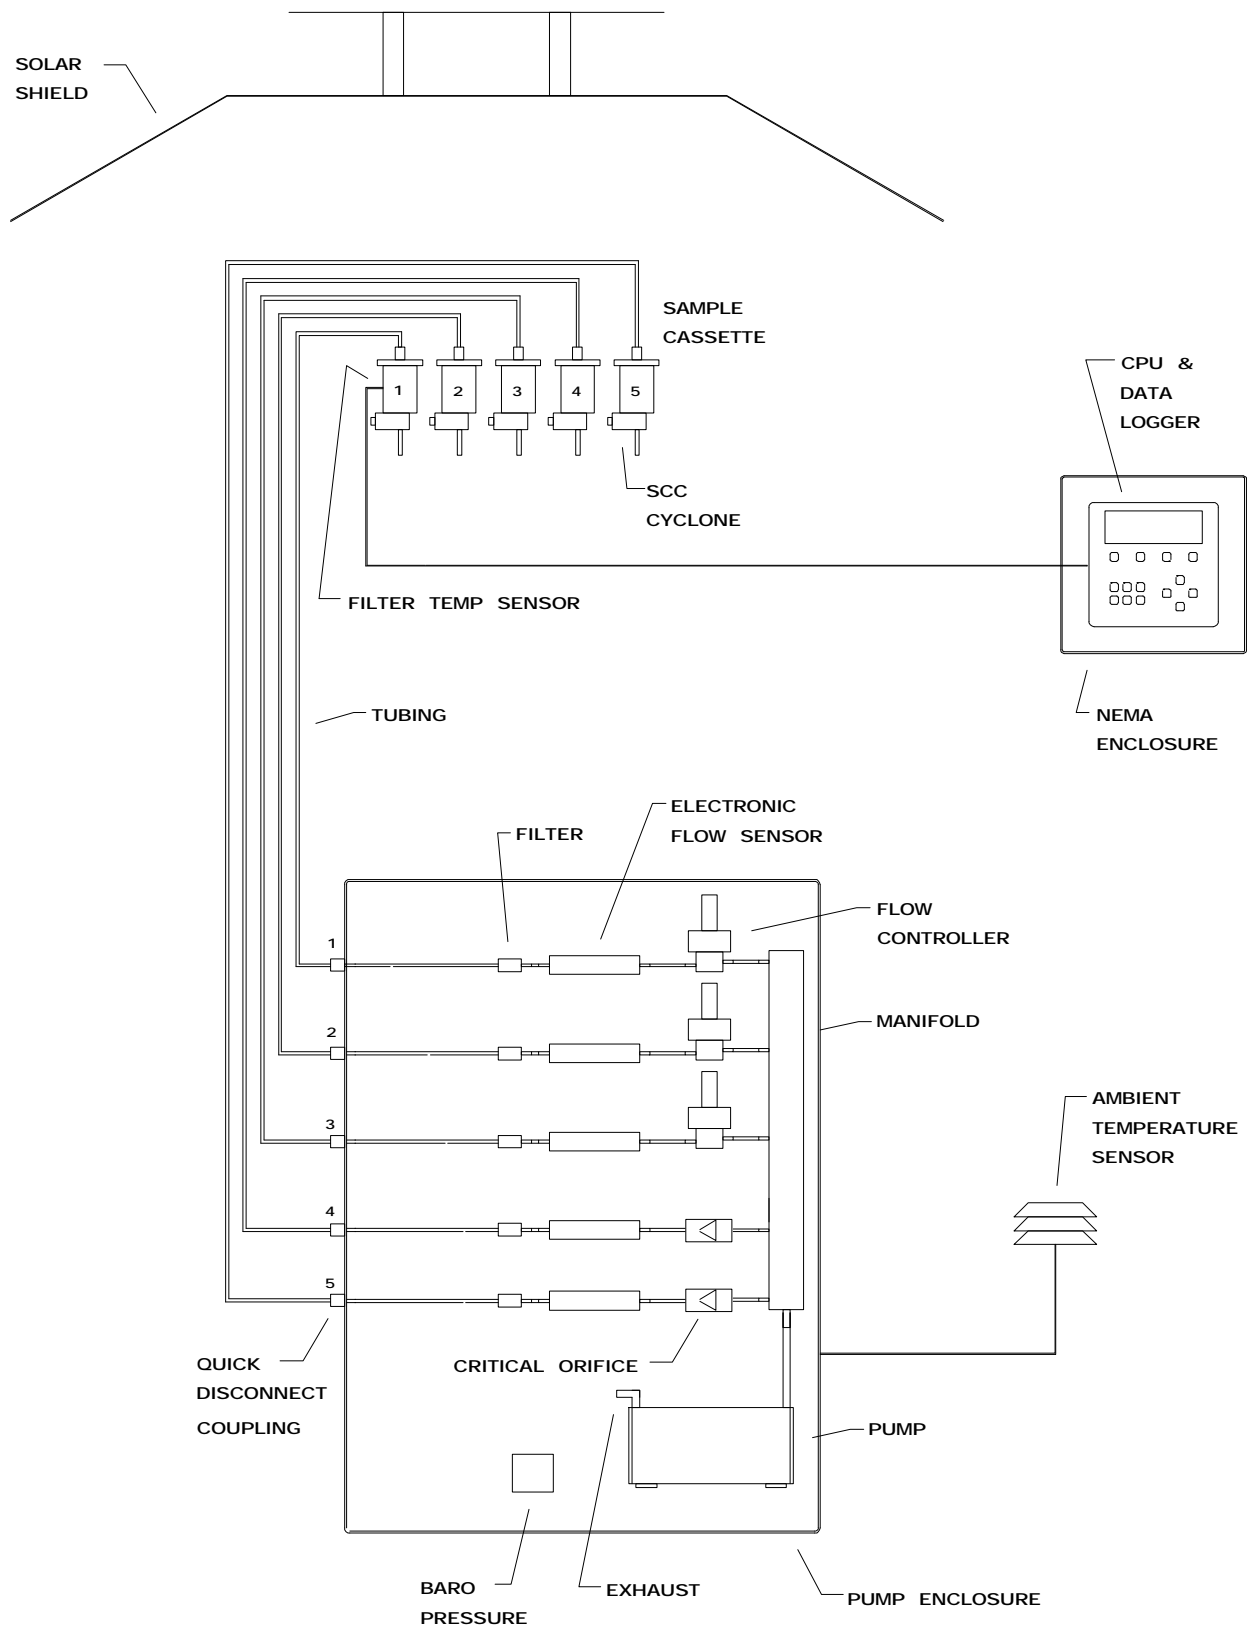 SOLAR
SHIELD
SAMPLE
CASSETTE
1
2
3
4
5
CPU &
DATA
LOGGER
SCC
CYCLONE
FILTER TEMP SENSOR
TUBING
NEMA
ENCLOSURE
ELECTRONIC
FLOW SENSOR
FILTER
FLOW
CONTROLLER
1
MANIFOLD
2
AMBIENT
TEMPERATURE
SENSOR
3
4
5
QUICK
DISCONNECT
COUPLING
CRITICAL ORIFICE
PUMP
BARO
PRESSURE
EXHAUST
PUMP ENCLOSURE